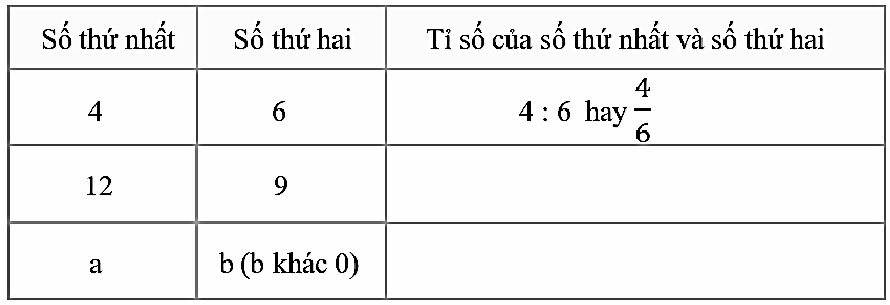 Số thứ nhất Số thứ hai Tỉ số của số thứ nhất và số thứ hai
4 6 4 : 6 hay 4/6
12 9
a b (b khác 0)